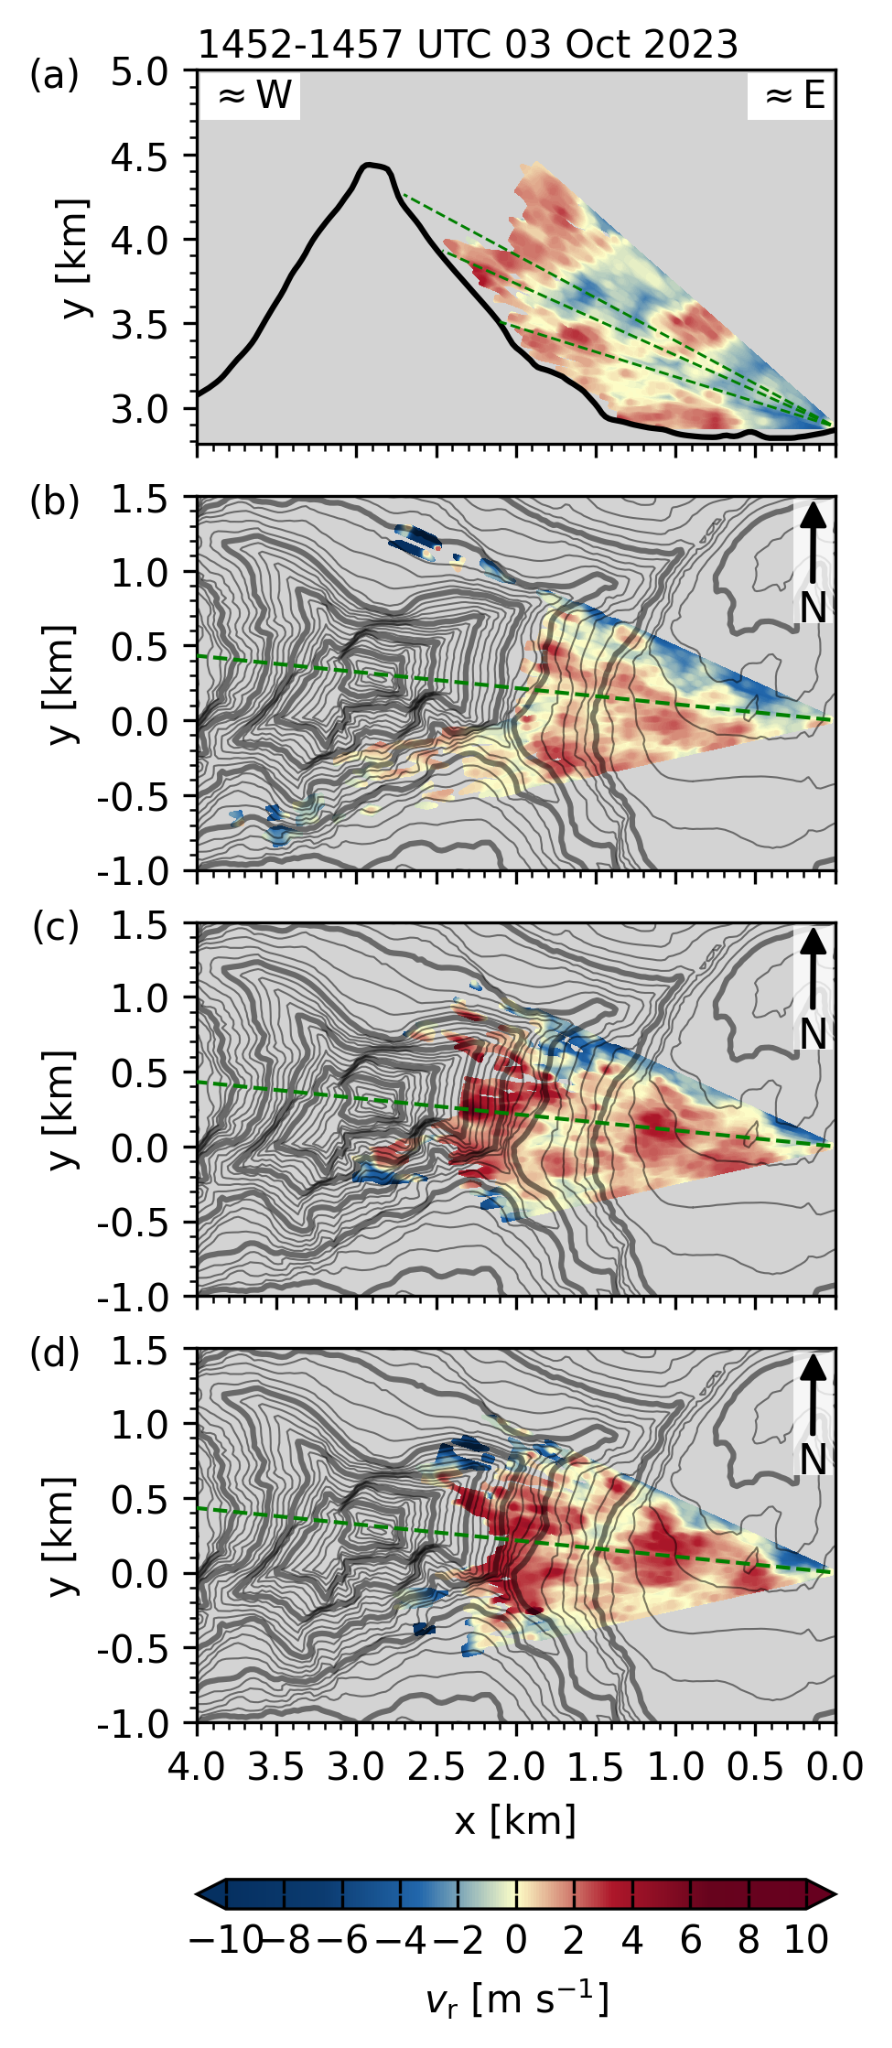 1452-1457 UTC 03 Oct 2023
(a)
≈W
≈E
5.0
4.5
4.0
3.5
3.0
y [km]
(b)
1.5
1.0
0.5
0.0
-0.5
-1.0
y [km]
N
(c)
1.5
1.0
0.5
0.0
-0.5
-1.0
y [km]
N
(d)
1.5
1.0
0.5
0.0
-0.5
-1.0
y [km]
N
4.0 3.5 3.0 2.5 2.0 1.5 1.0 0.5 0.0
x [km]
−10 −8 −6 −4 −2 0 2 4 6 8 10
vr [m s⁻¹]